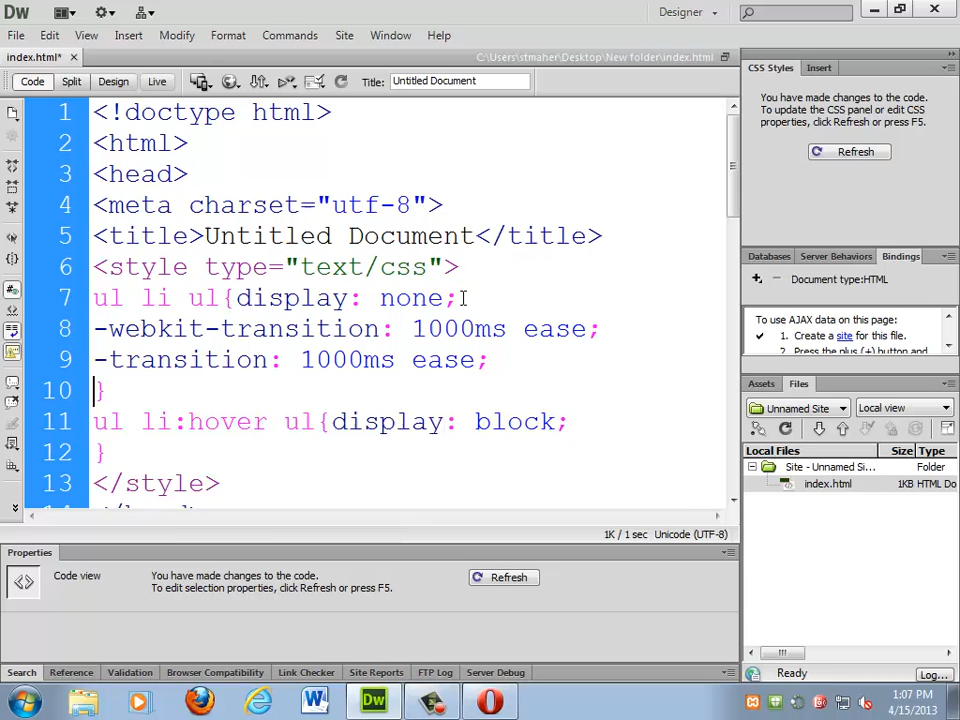 Dw
Designer
File Edit View Insert Modify Format Commands Site Window Help
index.html*
C:\Users\stmaher\Desktop\New folder\index.html
Code Split Design Live Title: Untitled Document
1 <!doctype html>
2 <html>
3 <head>
4 <meta charset="utf-8">
5 <title>Untitled Document</title>
6 <style type="text/css">
7 ul li ul{display: none;
8 -webkit-transition: 1000ms ease;
9 -transition: 1000ms ease;
10 }
11 ul li:hover ul{display: block;
12 }
13 </style>
1K / 1 sec Unicode (UTF-8)
Properties
Code view
You have made changes to the code.
To edit selection properties, click Refresh or press F5.
Refresh
Search Reference Validation Browser Compatibility Link Checker Site Reports FTP Log Server Debug
CSS Styles Insert
You have made changes to the code.
To update the CSS panel or edit CSS
properties, click Refresh or press F5.
Refresh
Databases Server Behaviors Bindings
Document type:HTML
To use AJAX data on this page:
1. Create a site for this file.
2. Press the plus (+) button and
Assets Files
Unnamed Site Local view
Local Files Size Type
Site - Unnamed Si... Folder
index.html 1KB HTML Do
Ready Log...
W Dw
1:07 PM
4/15/2013